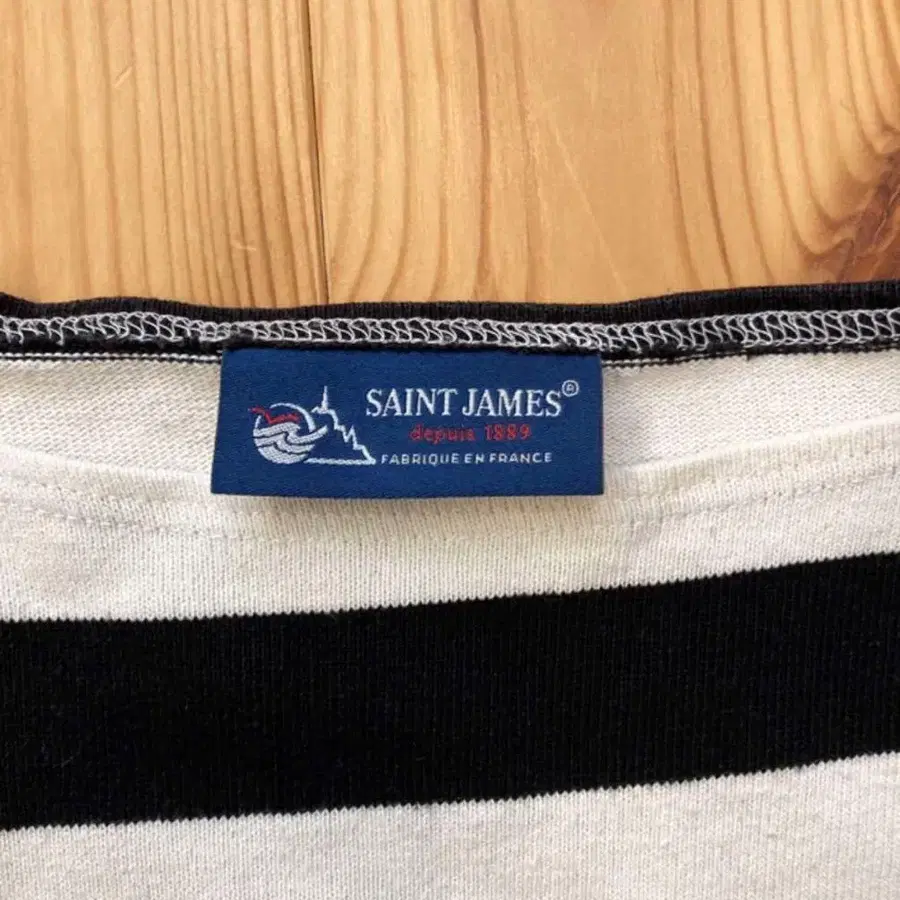 SAINT JAMES®
depuis 1889
FABRIQUE EN FRANCE